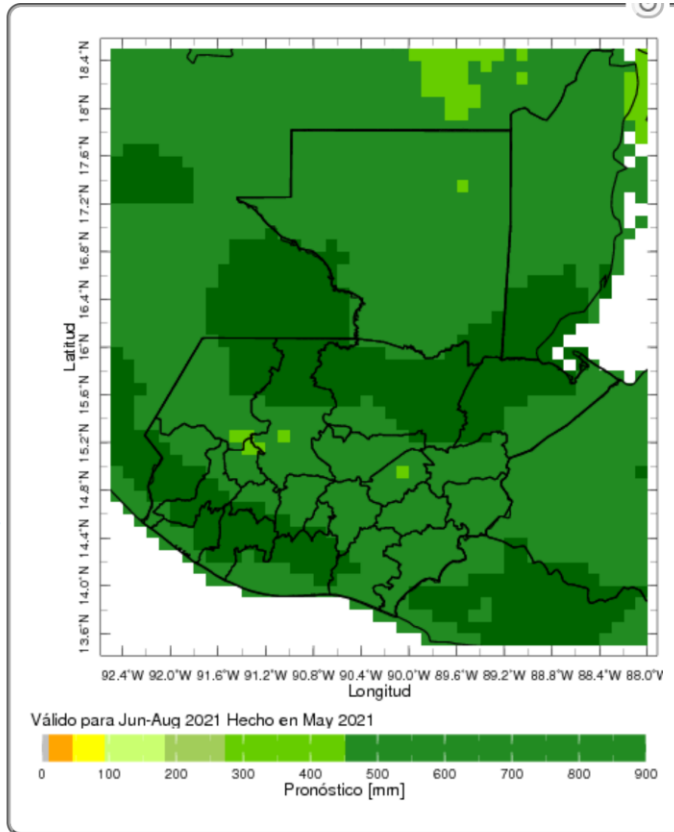 18.4°N
18°N
17.6°N
17.2°N
16.8°N
16.4°N
16°N
15.6°N
15.2°N
14.8°N
14.4°N
14.0°N
13.6°N
Latitud
92.4°W 92.0°W 91.6°W 91.2°W 90.8°W 90.4°W 90.0°W 89.6°W 89.2°W 88.8°W 88.4°W 88.0°W
Longitud
Válido para Jun-Aug 2021 Hecho en May 2021
0 100 200 300 400 500 600 700 800 900
Pronóstico [mm]